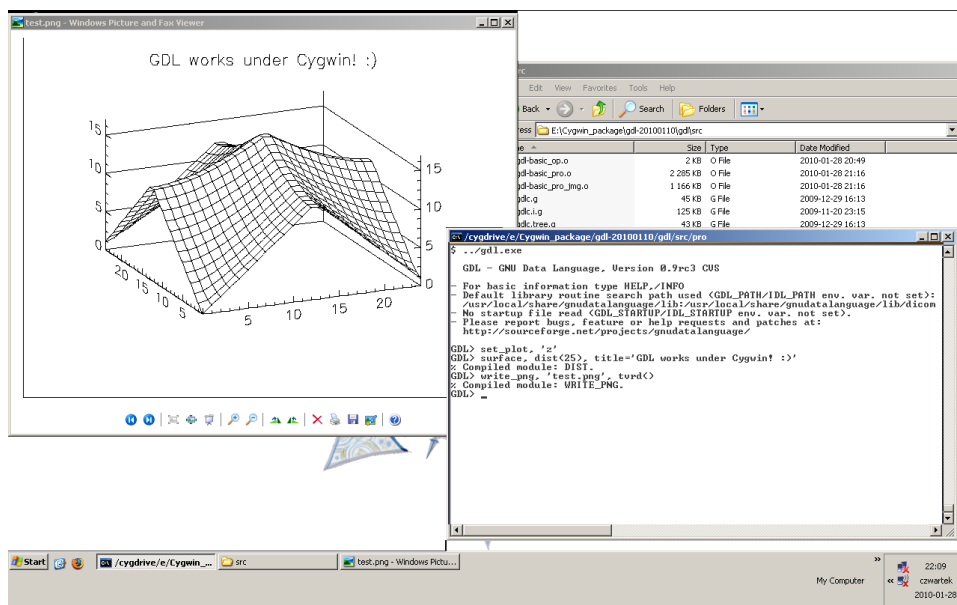 test.png - Windows Picture and Fax Viewer
GDL works under Cygwin! :)
15
10
5
0
15
10
5
0
20
15
10
5
5
10
15
20
rc
Edit View Favorites Tools Help
Back Search Folders
ess E:\Cygwin_package\gdl-20100110\gdl\src
e Size Type Date Modified
gdl-basic_op.o 2 KB O File 2010-01-28 20:49
gdl-basic_pro.o 2 285 KB O File 2010-01-28 21:16
gdl-basic_pro_jmg.o 1 166 KB O File 2010-01-28 21:16
gdlc.g 45 KB G File 2009-12-29 16:13
gdlc.i.g 125 KB G File 2009-11-20 23:15
gdlc.tree.g 43 KB G File 2009-12-29 16:13
/cygdrive/e/Cygwin_package/gdl-20100110/gdl/src/pro
$ ../gdl.exe
GDL - GNU Data Language, Version 0.9rc3 CVS
- For basic information type HELP,/INFO
- Default library routine search path used (GDL_PATH/IDL_PATH env. var. not set):
/usr/local/share/gnudatalanguage/lib:/usr/local/share/gnudatalanguage/lib/dicom
- No startup file read (GDL_STARTUP/IDL_STARTUP env. var. not set).
- Please report bugs, feature or help requests and patches at:
http://sourceforge.net/projects/gnudatalanguage/
GDL> set_plot, 'z'
GDL> surface, dist(25), title='GDL works under Cygwin! :)'
% Compiled module: DIST.
GDL> write_png, 'test.png', tvrd()
% Compiled module: WRITE_PNG.
GDL> _
Start /cygdrive/e/Cygwin_... src test.png - Windows Pictu...
My Computer
22:09
czwartek
2010-01-28